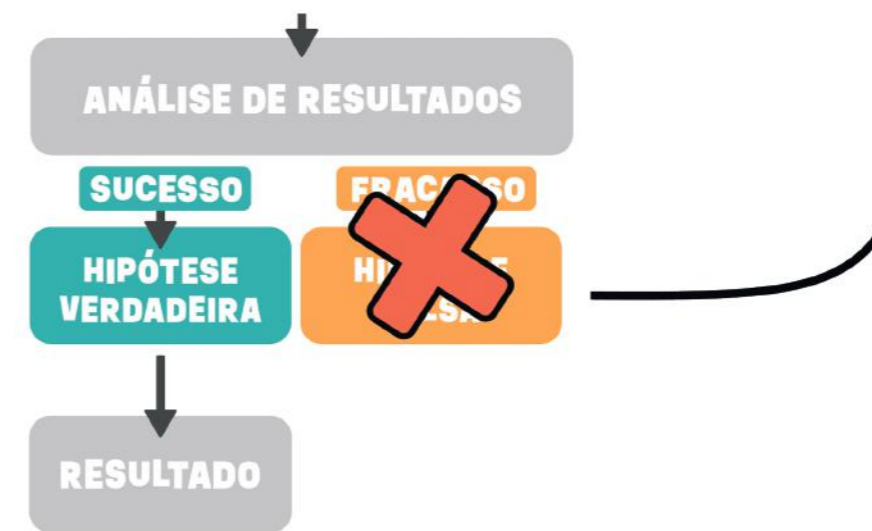 ANÁLISE DE RESULTADOS
SUCESSO
HIPÓTESE
VERDADEIRA
RESULTADO